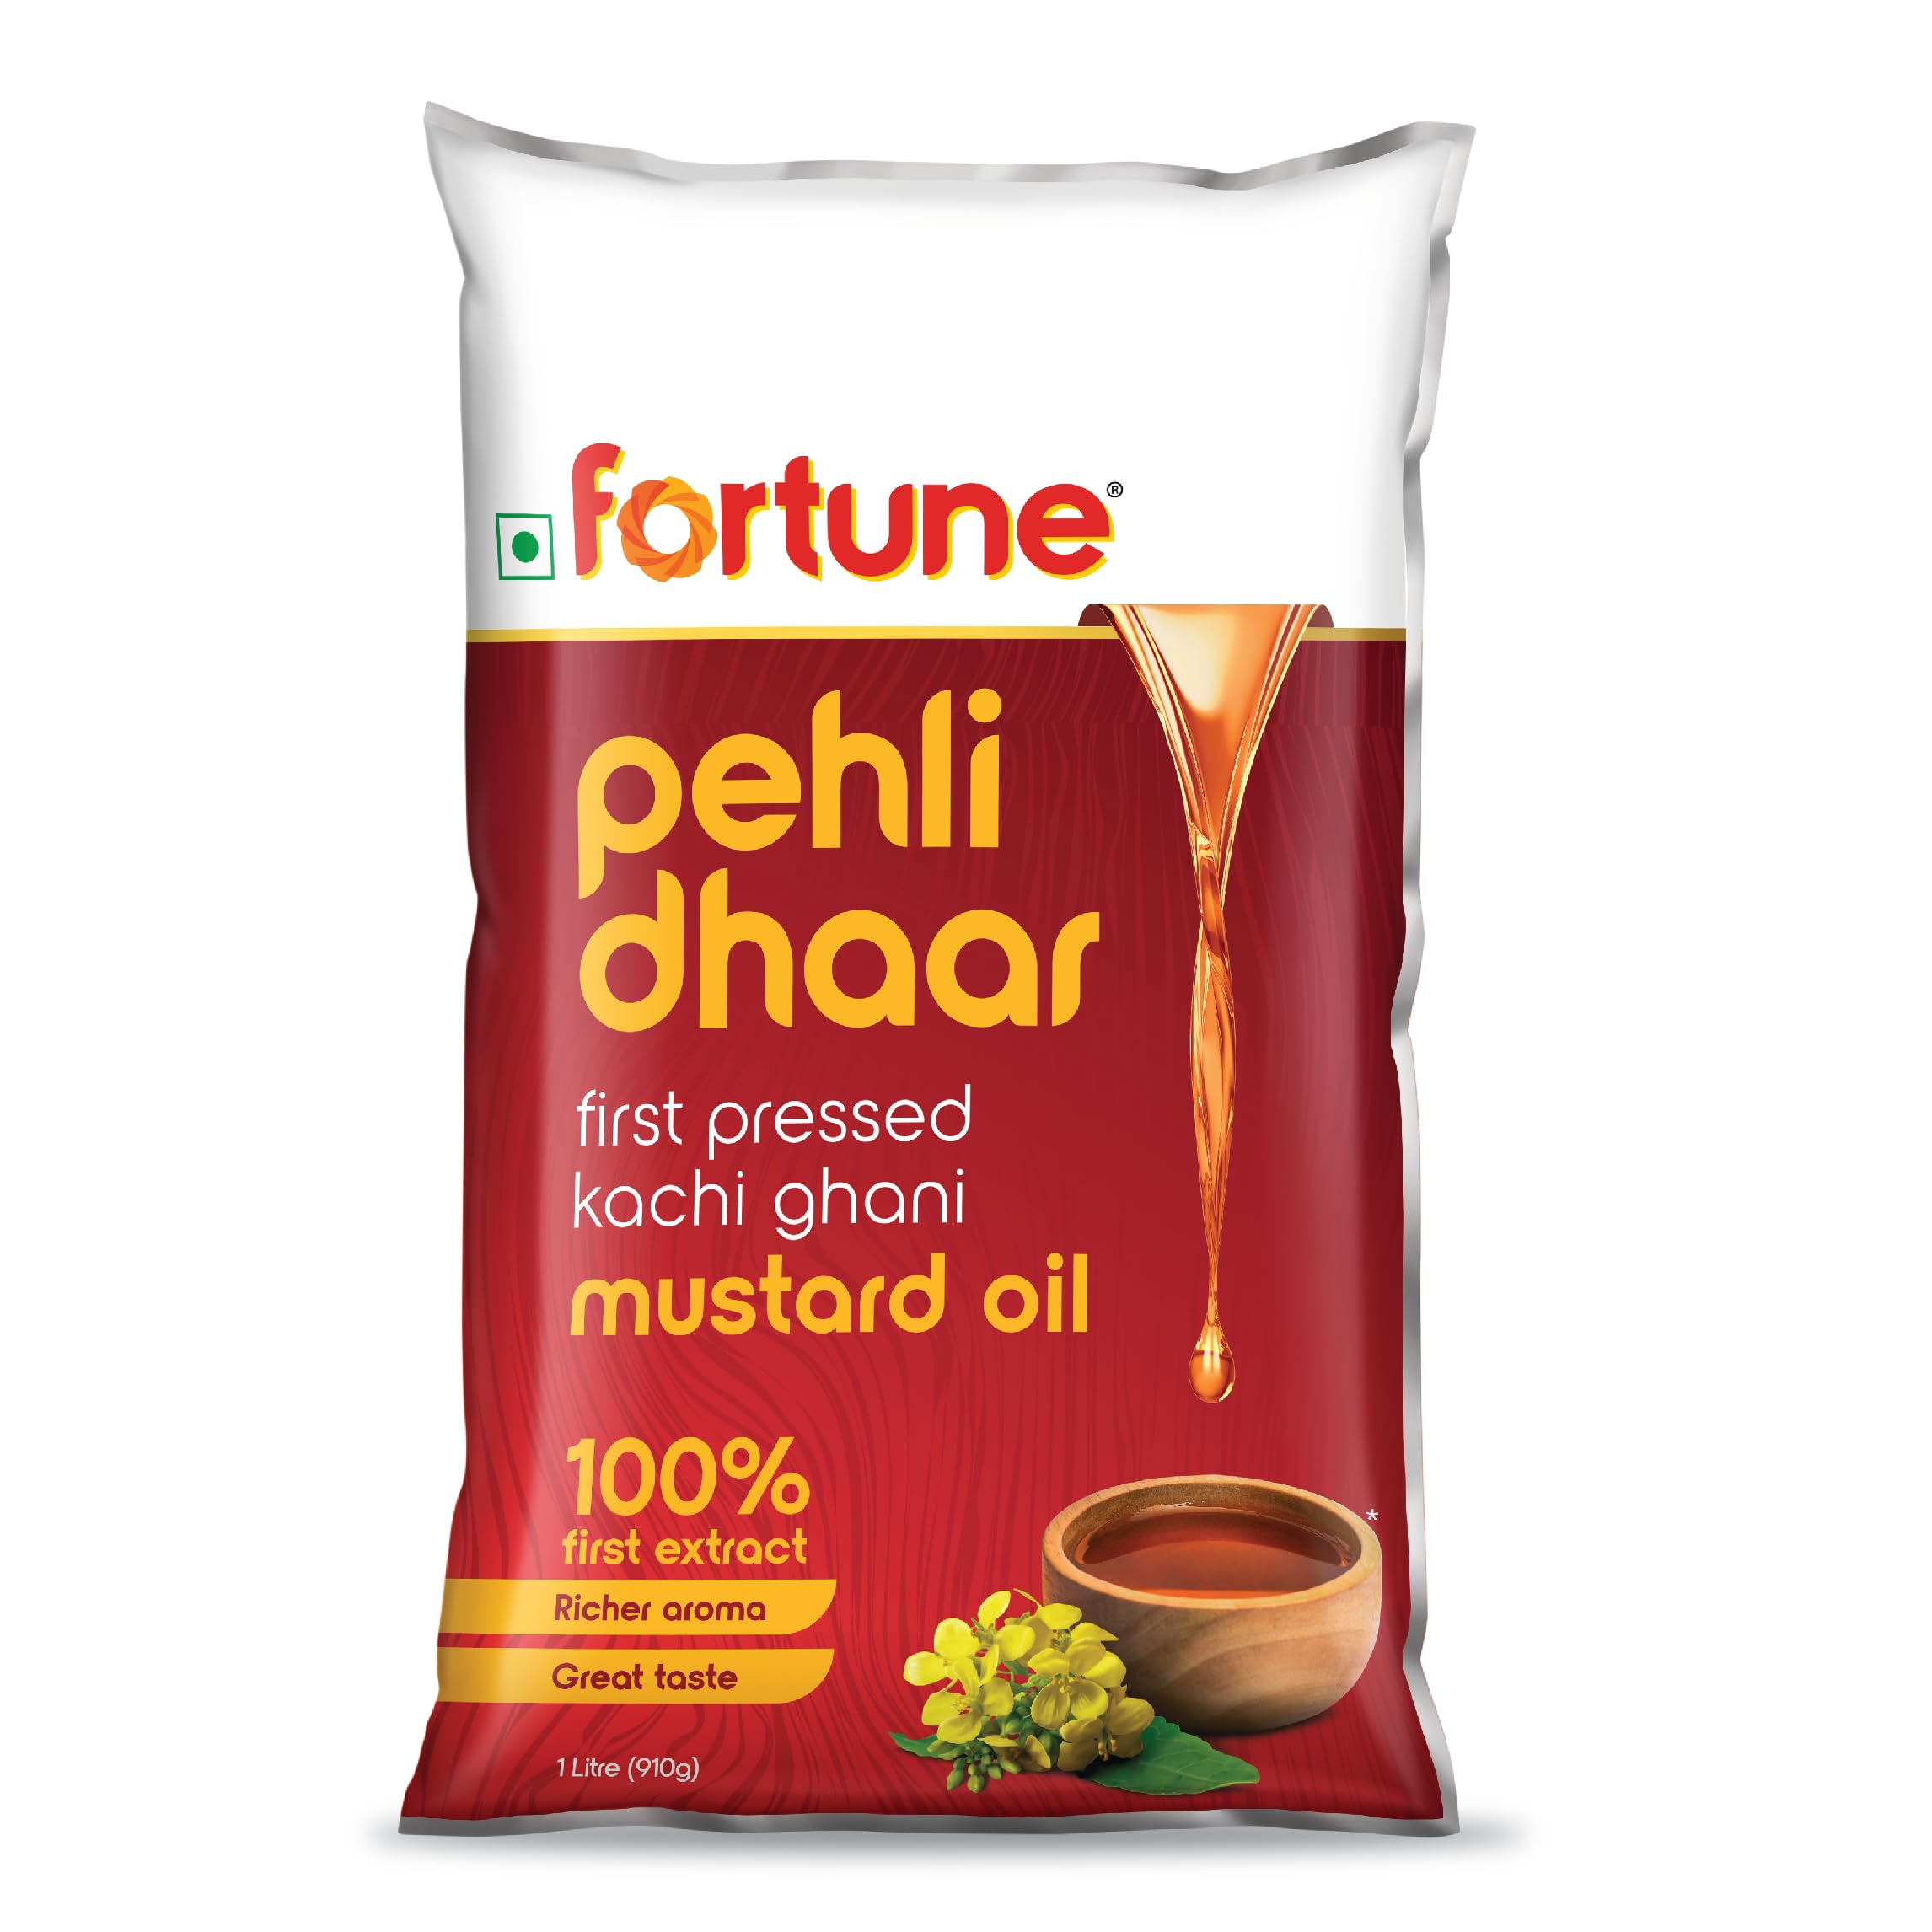 fortune®
pehli
dhaar
first pressed
kachi ghani
mustard oil
100%
first extract
Richer aroma
Great taste
*
1 Litre (910g)